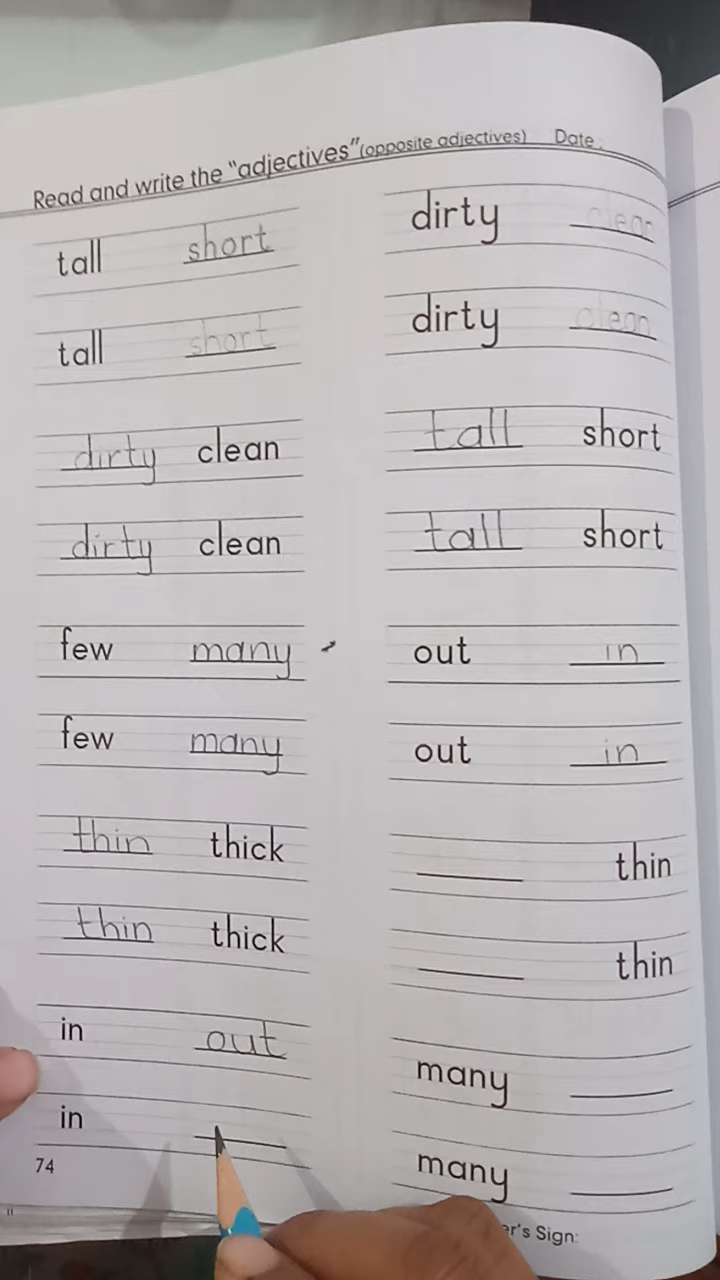 Read and write the "adjectives" (opposite adjectives) Date :
tall short
tall short
dirty clean
dirty clean
few many
few many
thin thick
thin thick
in out
in
74
dirty clean
dirty clean
tall short
tall short
out in
out in
thin
thin
many
many
Sign: